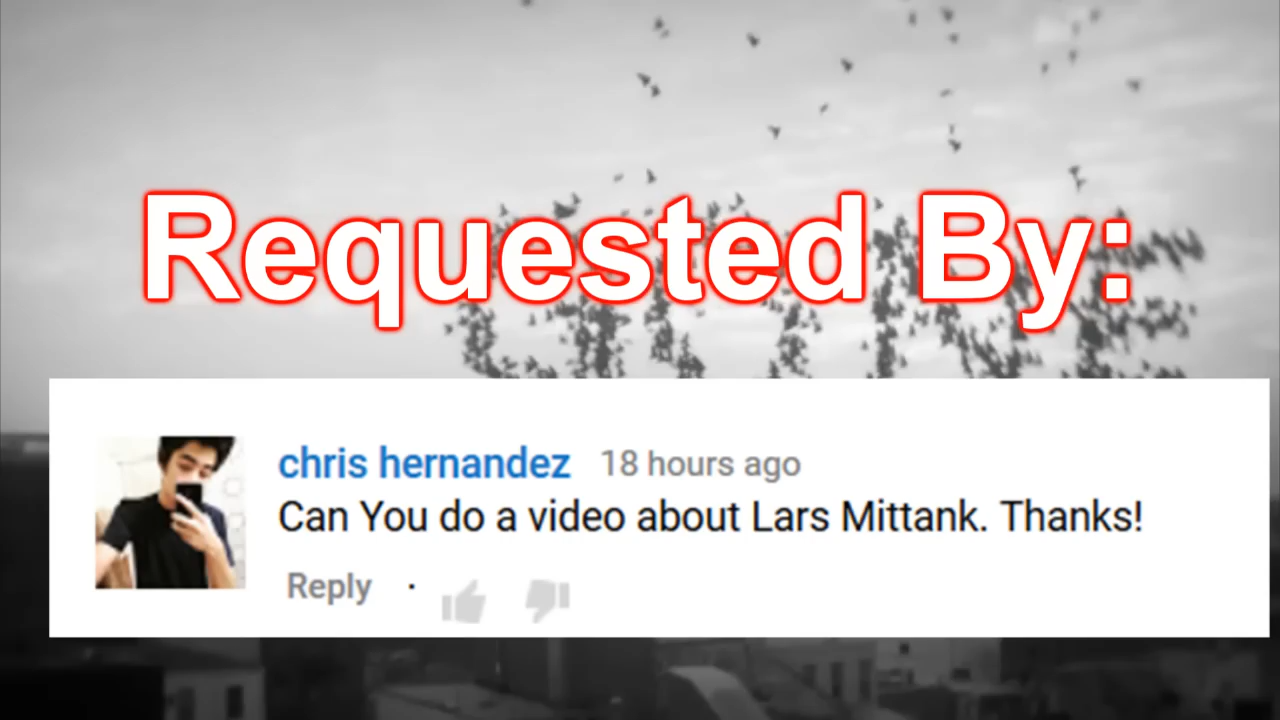 Requested By:
chris hernandez 18 hours ago
Can You do a video about Lars Mittank. Thanks!
Reply ·